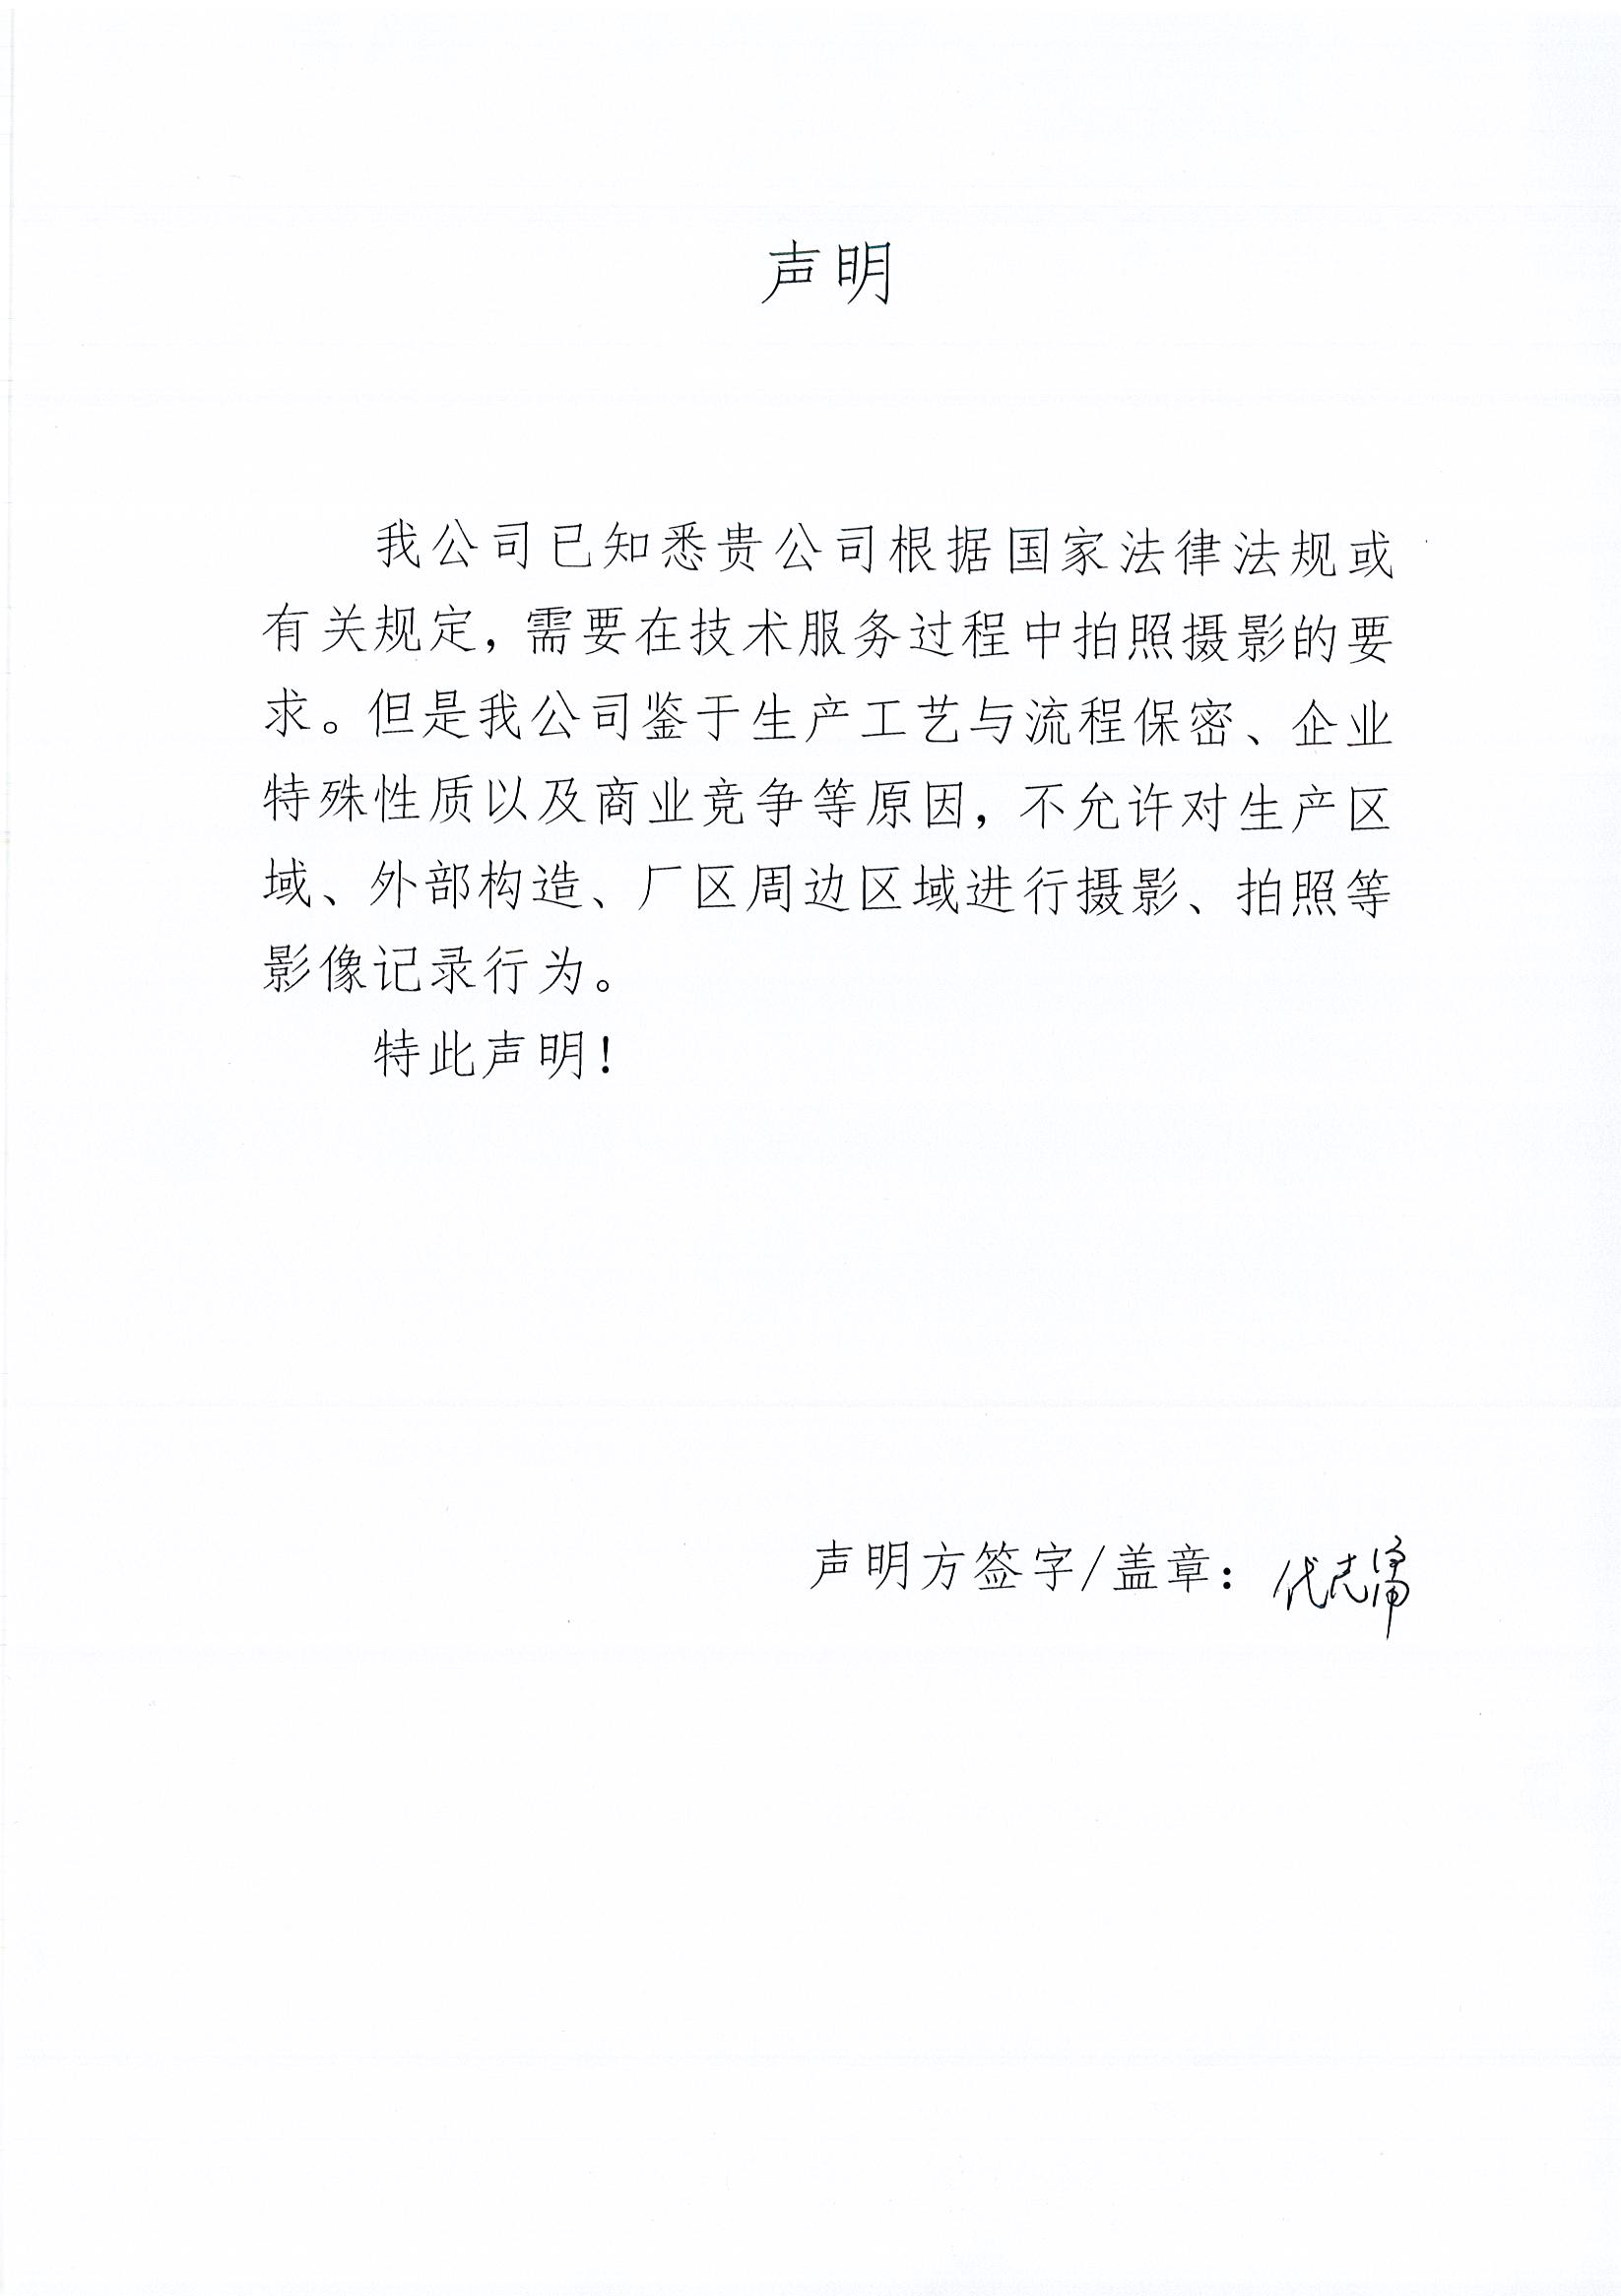 声明
我公司已知悉贵公司根据国家法律法规或
有关规定，需要在技术服务过程中拍照摄影的要
求。但是我公司鉴于生产工艺与流程保密、企业
特殊性质以及商业竞争等原因，不允许对生产区
域、外部构造、厂区周边区域进行摄影、拍照等
影像记录行为。
特此声明！
声明方签字/盖章：代志